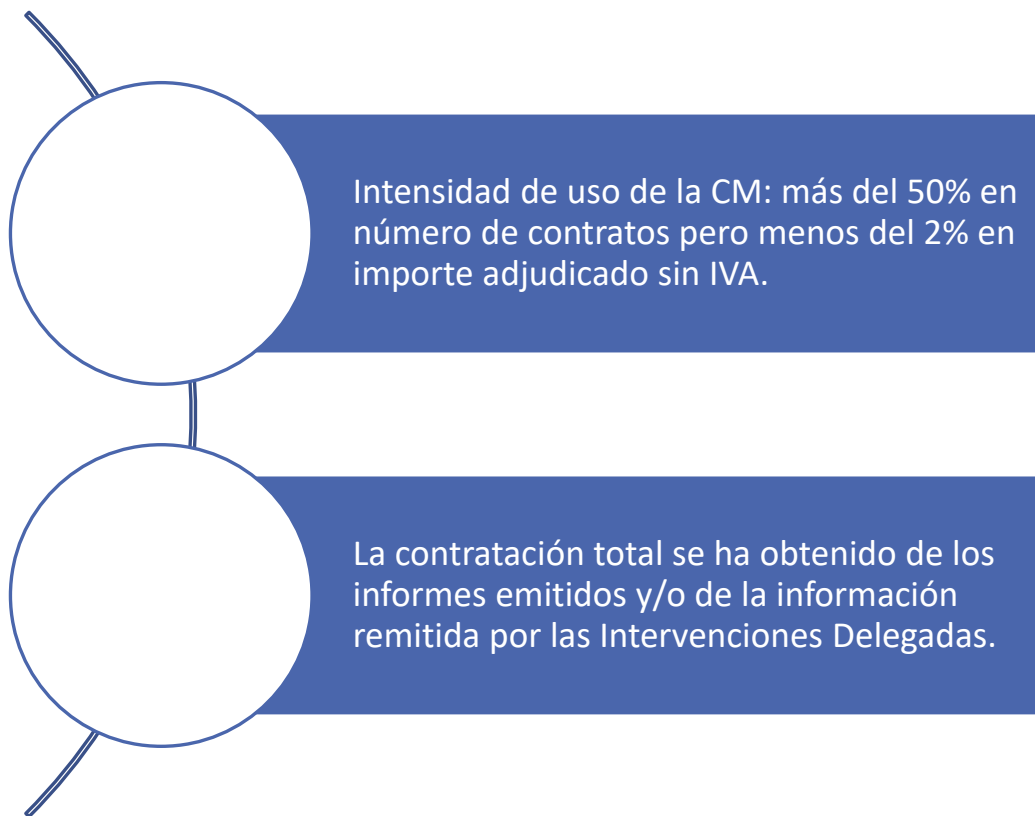 Intensidad de uso de la CM: más del 50% en
número de contratos pero menos del 2% en
importe adjudicado sin IVA.
La contratación total se ha obtenido de los
informes emitidos y/o de la información
remitida por las Intervenciones Delegadas.